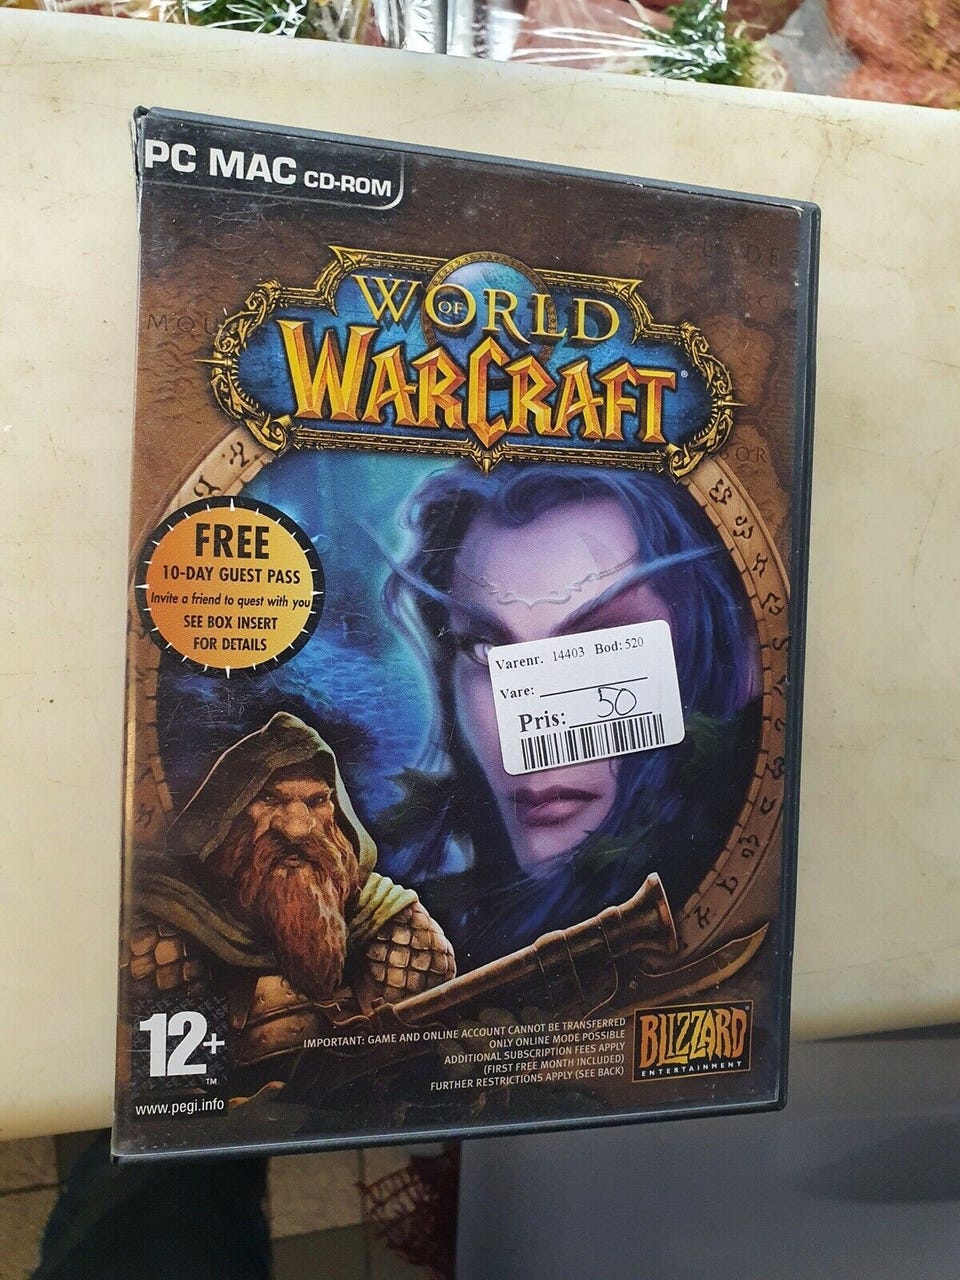 PC MAC CD-ROM
WORLD
OF
WARCRAFT®
FREE
10-DAY GUEST PASS
Invite a friend to quest with you
SEE BOX INSERT
FOR DETAILS
Varenr. 14403 Bod: 520
Vare:
Pris: 50
12+
TM
www.pegi.info
IMPORTANT: GAME AND ONLINE ACCOUNT CANNOT BE TRANSFERRED
ONLY ONLINE MODE POSSIBLE
ADDITIONAL SUBSCRIPTION FEES APPLY
(FIRST FREE MONTH INCLUDED)
FURTHER RESTRICTIONS APPLY (SEE BACK)
BLIZZARD®
ENTERTAINMENT